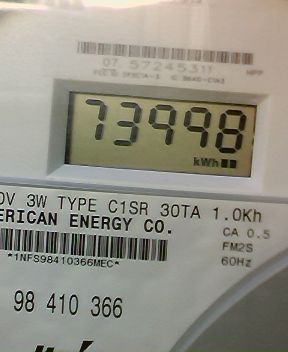 07 57245311
73998
kWh
0V 3W TYPE C1SR 30TA 1.0Kh
ERICAN ENERGY CO.
CA 0.5
FM2S
*1NFS98410366MEC*
60Hz
98 410 366